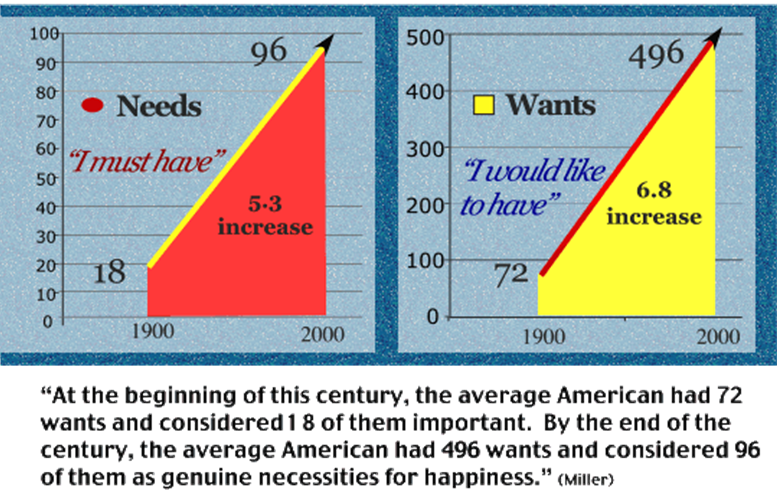 100
90
80
70
60
50
40
30
20
10
0
96
Needs
“I must have”
5.3
increase
18
1900
2000
500
400
300
200
100
0
496
Wants
“I would like
to have”
6.8
increase
72
1900
2000
“At the beginning of this century, the average American had 72
wants and considered18 of them important. By the end of the
century, the average American had 496 wants and considered 96
of them as genuine necessities for happiness.” (Miller)